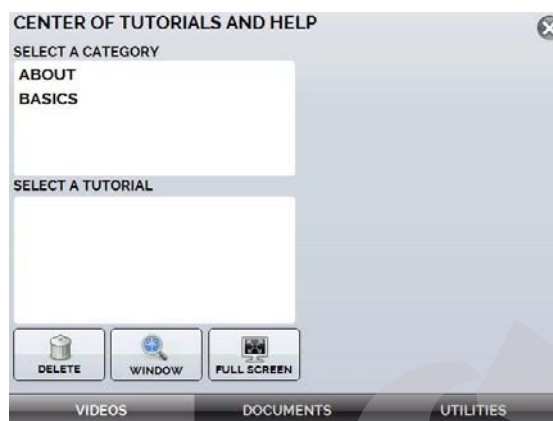 CENTER OF TUTORIALS AND HELP
SELECT A CATEGORY
ABOUT
BASICS
SELECT A TUTORIAL
DELETE
WINDOW
FULL SCREEN
VIDEOS
DOCUMENTS
UTILITIES